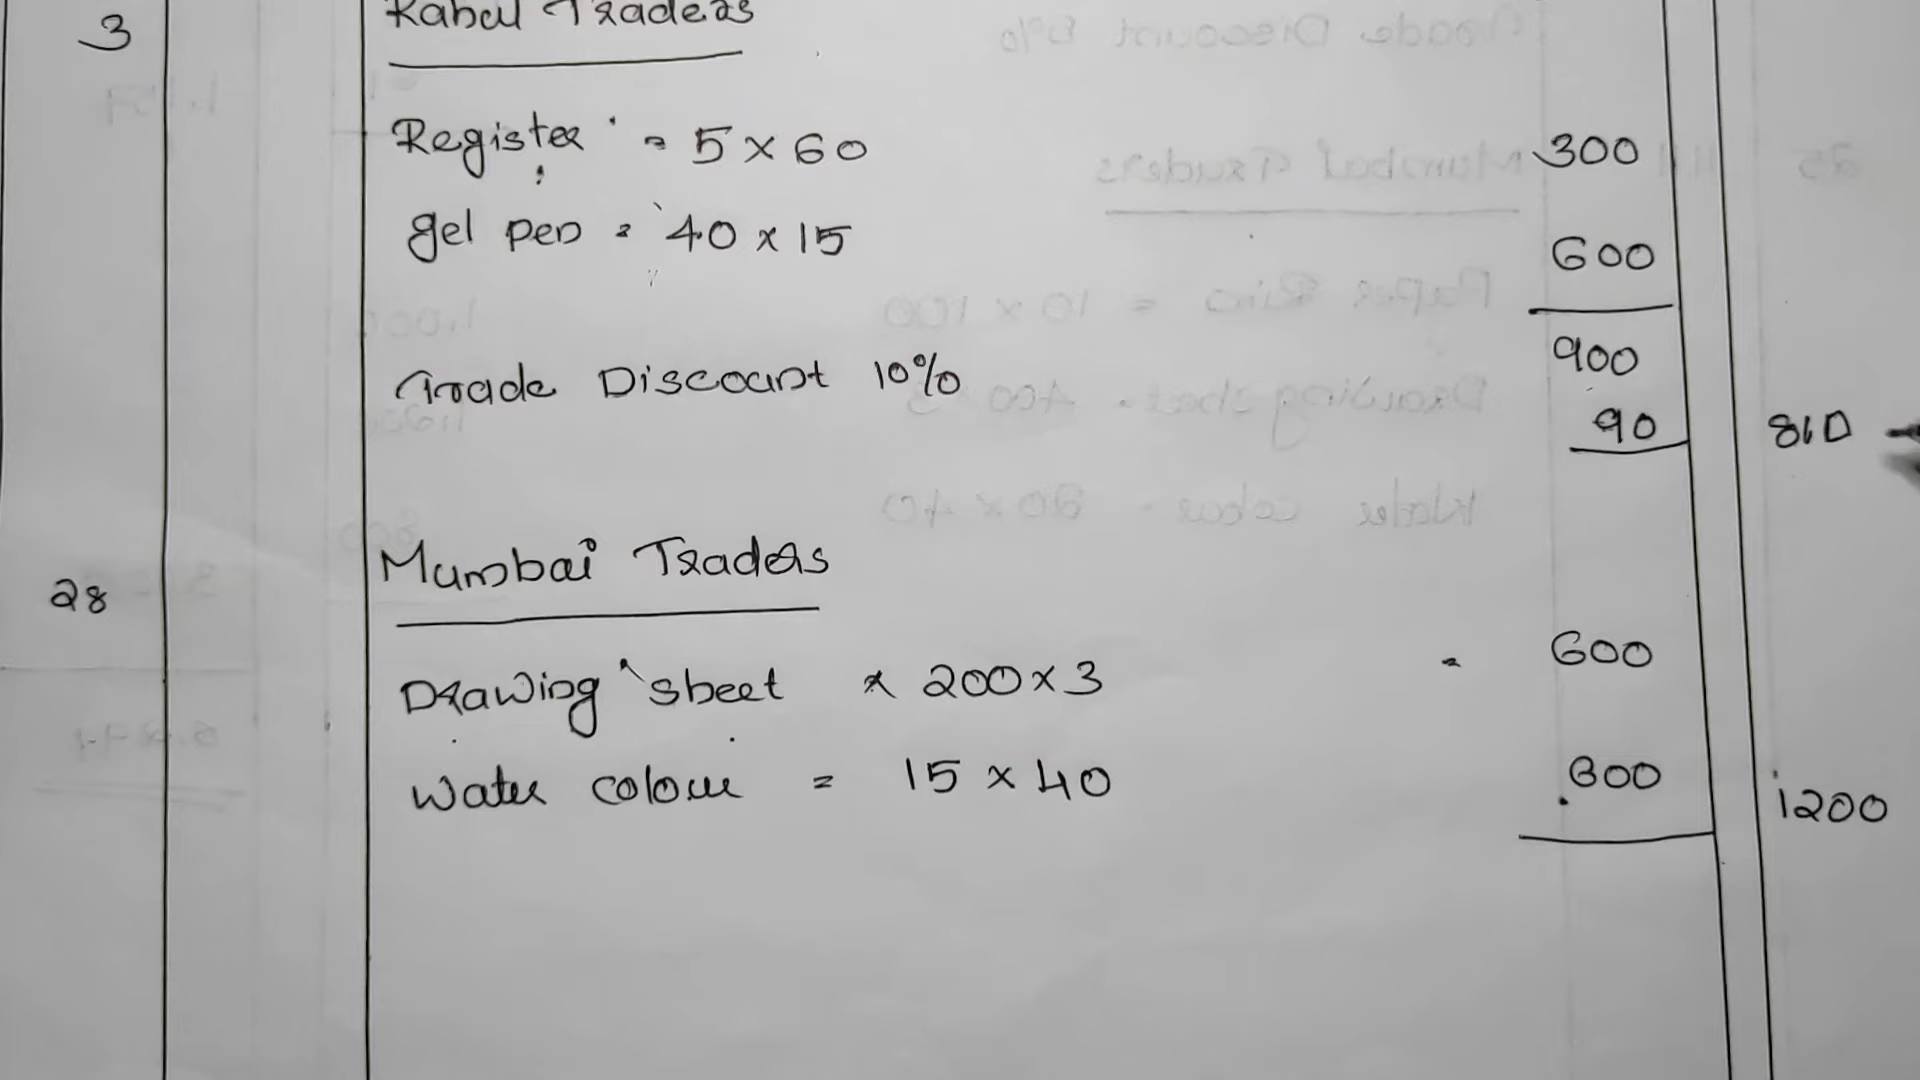 3 Kabul Traders
Register = 5 x 60 300
gel pen = 40 x 15 600
900
Trade Discount 10%
90 810
28 Mumbai Traders
Drawing sheet x 200 x 3 = 600
Water colour = 15 x 40 600 1200